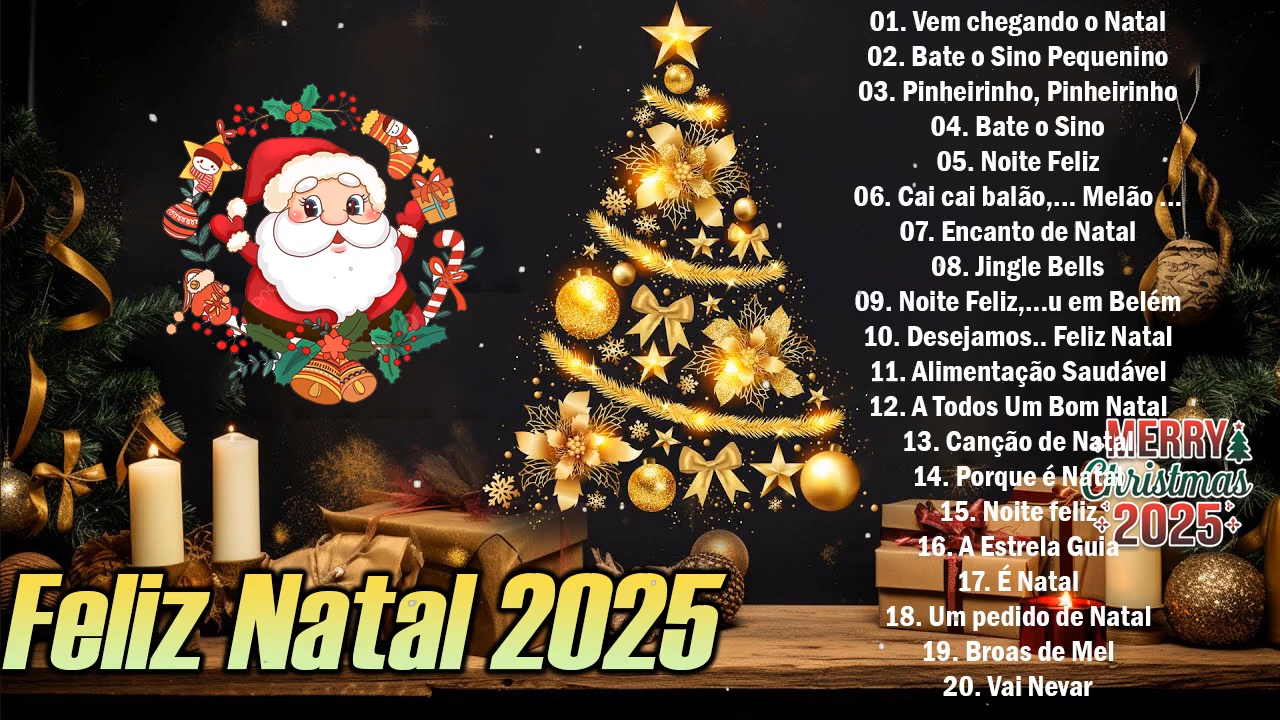 01. Vem chegando o Natal
02. Bate o Sino Pequenino
03. Pinheirinho, Pinheirinho
04. Bate o Sino
05. Noite Feliz
06. Cai cai balão,... Melão ...
07. Encanto de Natal
08. Jingle Bells
09. Noite Feliz,...u em Belém
10. Desejamos.. Feliz Natal
11. Alimentação Saudável
12. A Todos Um Bom Natal
13. Canção de Natal
14. Porque é Natal
15. Noite feliz
16. A Estrela Guia
17. É Natal
18. Um pedido de Natal
19. Broas de Mel
20. Vai Nevar
MERRY
Christmas
2025
Feliz Natal 2025